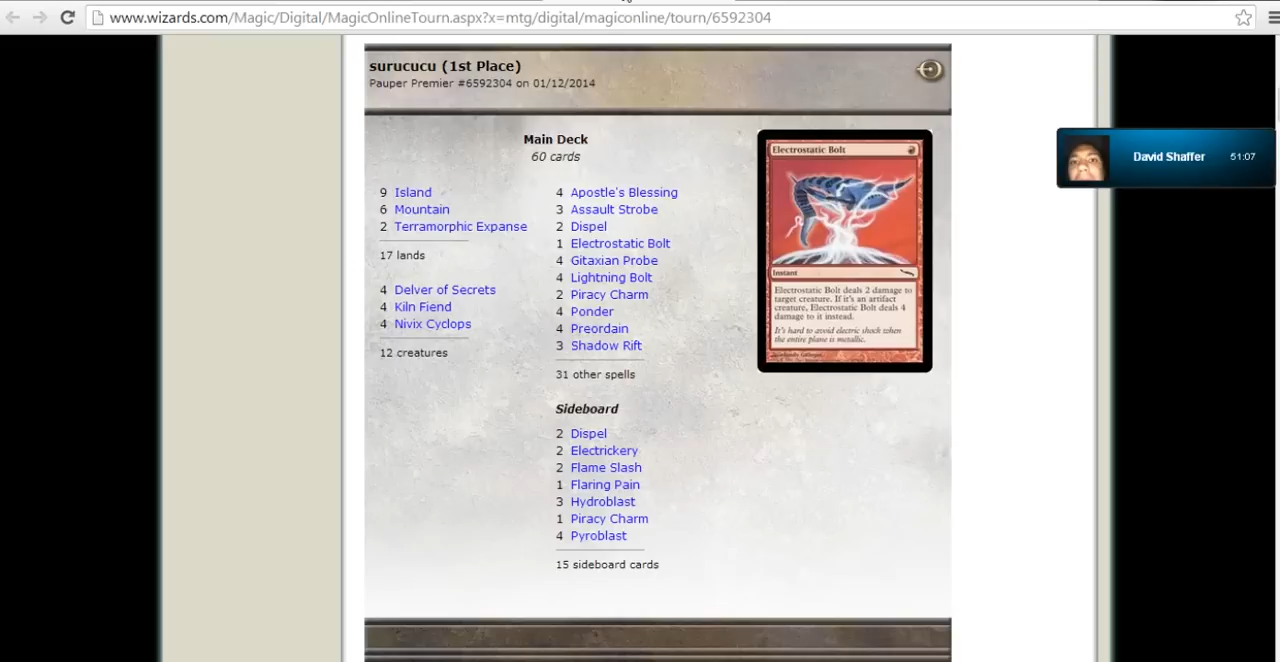 www.wizards.com/Magic/Digital/MagicOnlineTourn.aspx?x=mtg/digital/magiconline/tourn/6592304
surucucu (1st Place)
Pauper Premier #6592304 on 01/12/2014
Main Deck
60 cards
9 Island
6 Mountain
2 Terramorphic Expanse
17 lands
4 Delver of Secrets
4 Kiln Fiend
4 Nivix Cyclops
12 creatures
4 Apostle's Blessing
3 Assault Strobe
2 Dispel
1 Electrostatic Bolt
4 Gitaxian Probe
4 Lightning Bolt
2 Piracy Charm
4 Ponder
4 Preordain
3 Shadow Rift
31 other spells
Sideboard
2 Dispel
2 Electrickery
2 Flame Slash
1 Flaring Pain
3 Hydroblast
1 Piracy Charm
4 Pyroblast
15 sideboard cards
Electrostatic Bolt
Instant
Electrostatic Bolt deals 2 damage to
target creature. If it's an artifact
creature, Electrostatic Bolt deals 4
damage to it instead.
It's hard to avoid electric shock when
the entire plane is metallic.
David Shaffer 51:07